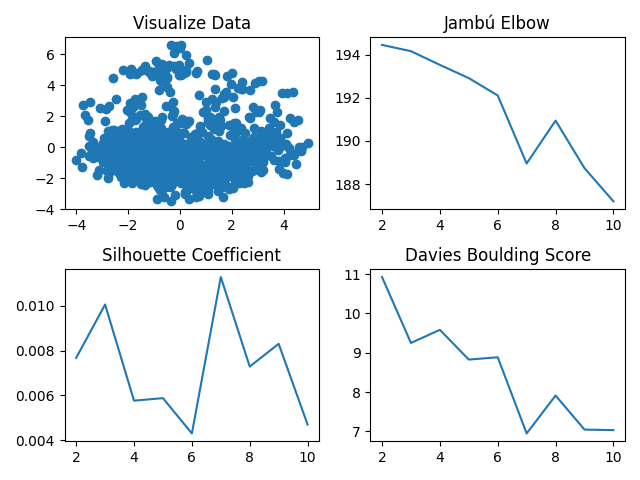 Visualize Data
6
4
2
0
−2
−4
−4 −2 0 2 4
Jambú Elbow
194
192
190
188
2 4 6 8 10
Silhouette Coefficient
0.010
0.008
0.006
0.004
2 4 6 8 10
Davies Boulding Score
11
10
9
8
7
2 4 6 8 10